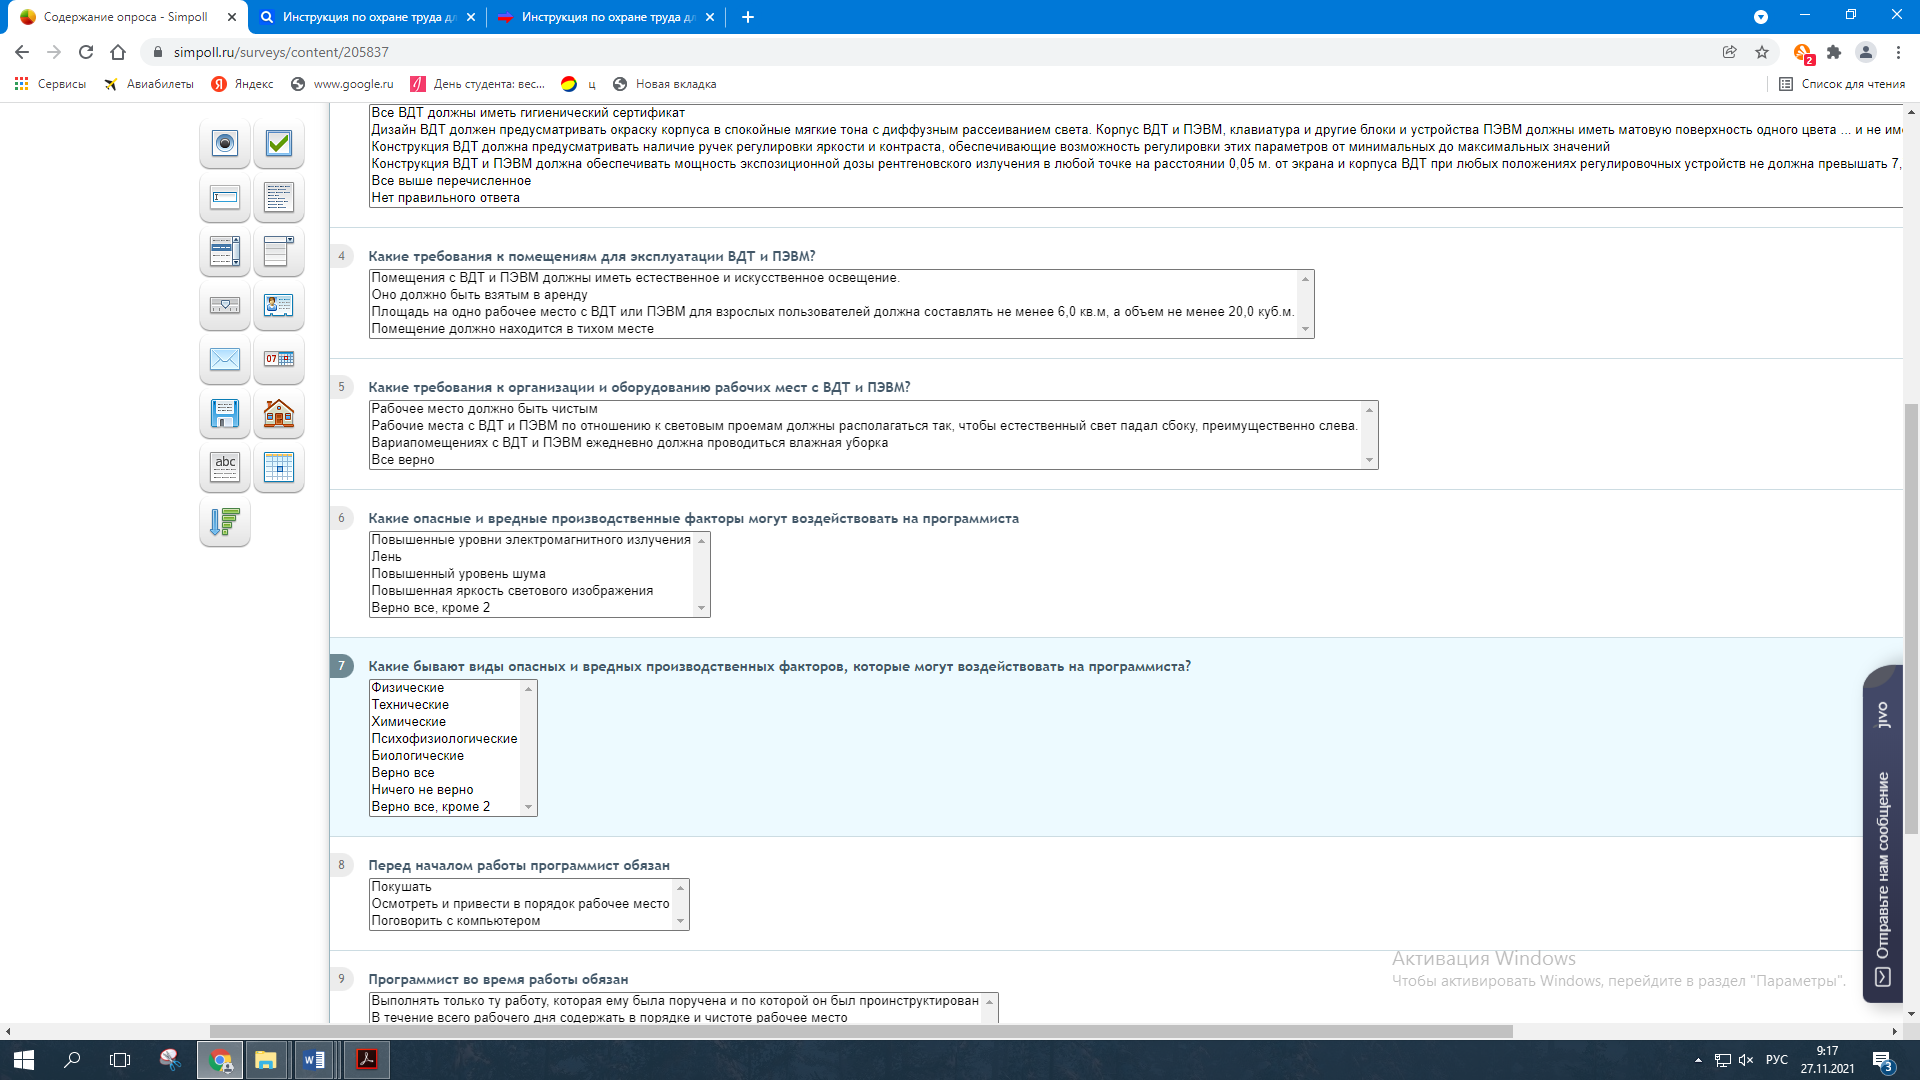 Содержание опроса - Simpoll
Инструкция по охране труда дл
Инструкция по охране труда дл
simpoll.ru/surveys/content/205837
2
Сервисы
Авиабилеты
Яндекс
www.google.ru
День студента: вес...
ц
Новая вкладка
Список для чтения
Все ВДТ должны иметь гигиенический сертификат
Дизайн ВДТ должен предусматривать окраску корпуса в спокойные мягкие тона с диффузным рассеиванием света. Корпус ВДТ и ПЭВМ, клавиатура и другие блоки и устройства ПЭВМ должны иметь матовую поверхность одного цвета ... и не им
Конструкция ВДТ должна предусматривать наличие ручек регулировки яркости и контраста, обеспечивающие возможность регулировки этих параметров от минимальных до максимальных значений
Конструкция ВДТ и ПЭВМ должна обеспечивать мощность экспозиционной дозы рентгеновского излучения в любой точке на расстоянии 0,05 м. от экрана и корпуса ВДТ при любых положениях регулировочных устройств не должна превышать 7,
Все выше перечисленное
Нет правильного ответа
4
Какие требования к помещениям для эксплуатации ВДТ и ПЭВМ?
Помещения с ВДТ и ПЭВМ должны иметь естественное и искусственное освещение.
Оно должно быть взятым в аренду
Площадь на одно рабочее место с ВДТ или ПЭВМ для взрослых пользователей должна составлять не менее 6,0 кв.м, а объем не менее 20,0 куб.м.
Помещение должно находится в тихом месте
07
5
Какие требования к организации и оборудованию рабочих мест с ВДТ и ПЭВМ?
Рабочее место должно быть чистым
Рабочие места с ВДТ и ПЭВМ по отношению к световым проемам должны располагаться так, чтобы естественный свет падал сбоку, преимущественно слева.
Вариапомещениях с ВДТ и ПЭВМ ежедневно должна проводиться влажная уборка
Все верно
abc
6
Какие опасные и вредные производственные факторы могут воздействовать на программиста
Повышенные уровни электромагнитного излучения
Лень
Повышенный уровень шума
Повышенная яркость светового изображения
Верно все, кроме 2
7
Какие бывают виды опасных и вредных производственных факторов, которые могут воздействовать на программиста?
Физические
Технические
Химические
Психофизиологические
Биологические
Верно все
Ничего не верно
Верно все, кроме 2
8
Перед началом работы программист обязан
Покушать
Осмотреть и привести в порядок рабочее место
Поговорить с компьютером
9
Программист во время работы обязан
Выполнять только ту работу, которая ему была поручена и по которой он был проинструктирован
В течение всего рабочего дня содержать в порядке и чистоте рабочее место
jivo
Отправьте нам сообщение
Активация Windows
Чтобы активировать Windows, перейдите в раздел "Параметры".
РУС
9:17
27.11.2021
3